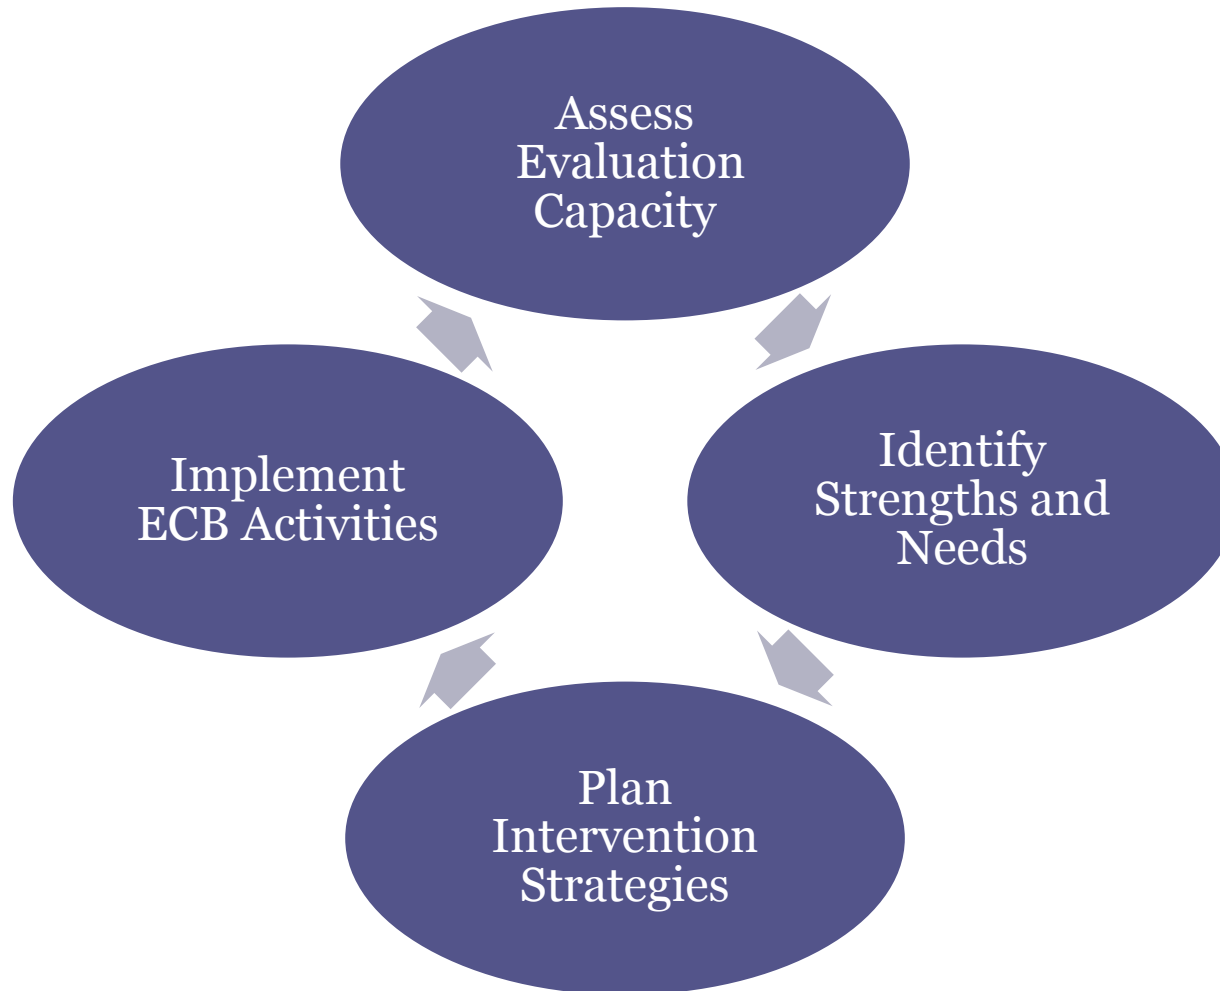 Assess
Evaluation
Capacity
Identify
Strengths and
Needs
Plan
Intervention
Strategies
Implement
ECB Activities